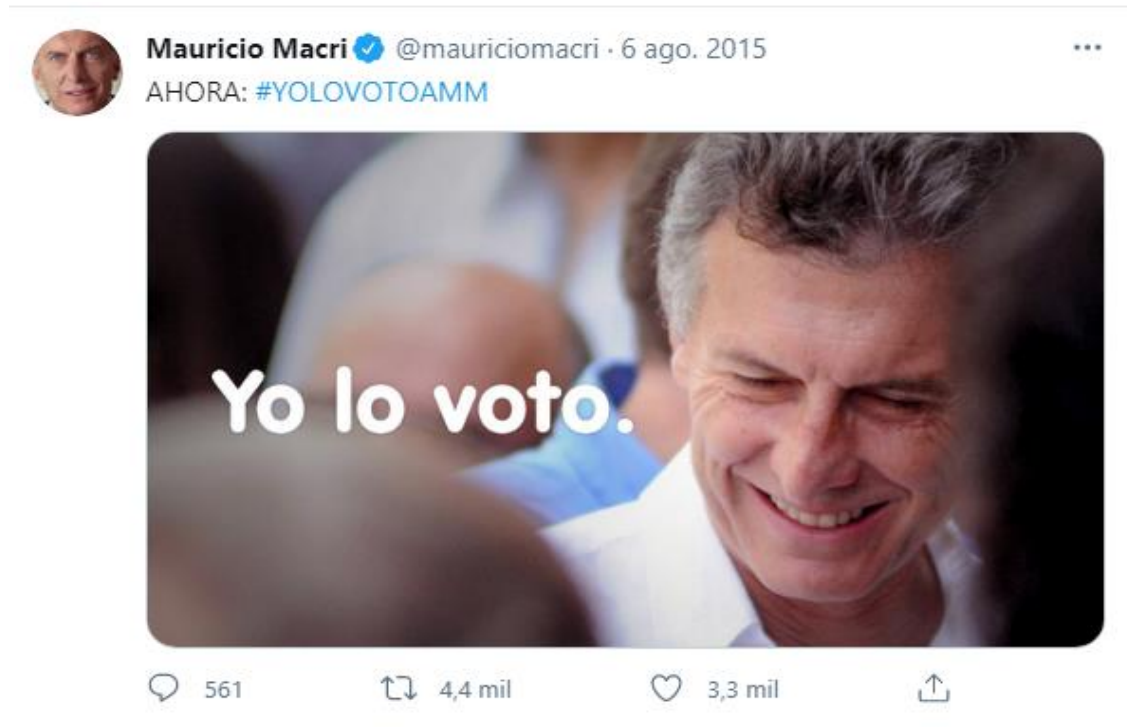 Mauricio Macri @mauriciomacri · 6 ago. 2015
AHORA: #YOLOVOTOAMM
Yo lo voto.
561 4,4 mil 3,3 mil